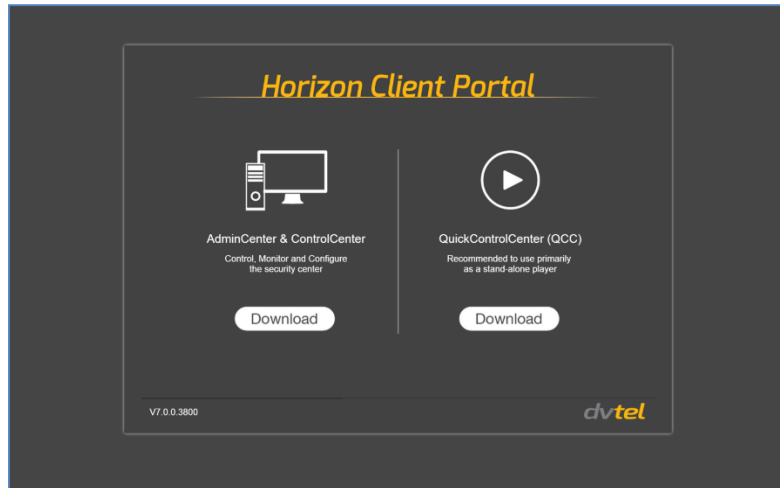 Horizon Client Portal
AdminCenter & ControlCenter
Control, Monitor and Configure
the security center
Download
QuickControlCenter (QCC)
Recommended to use primarily
as a stand-alone player
Download
V7.0.0.3800
dvtel